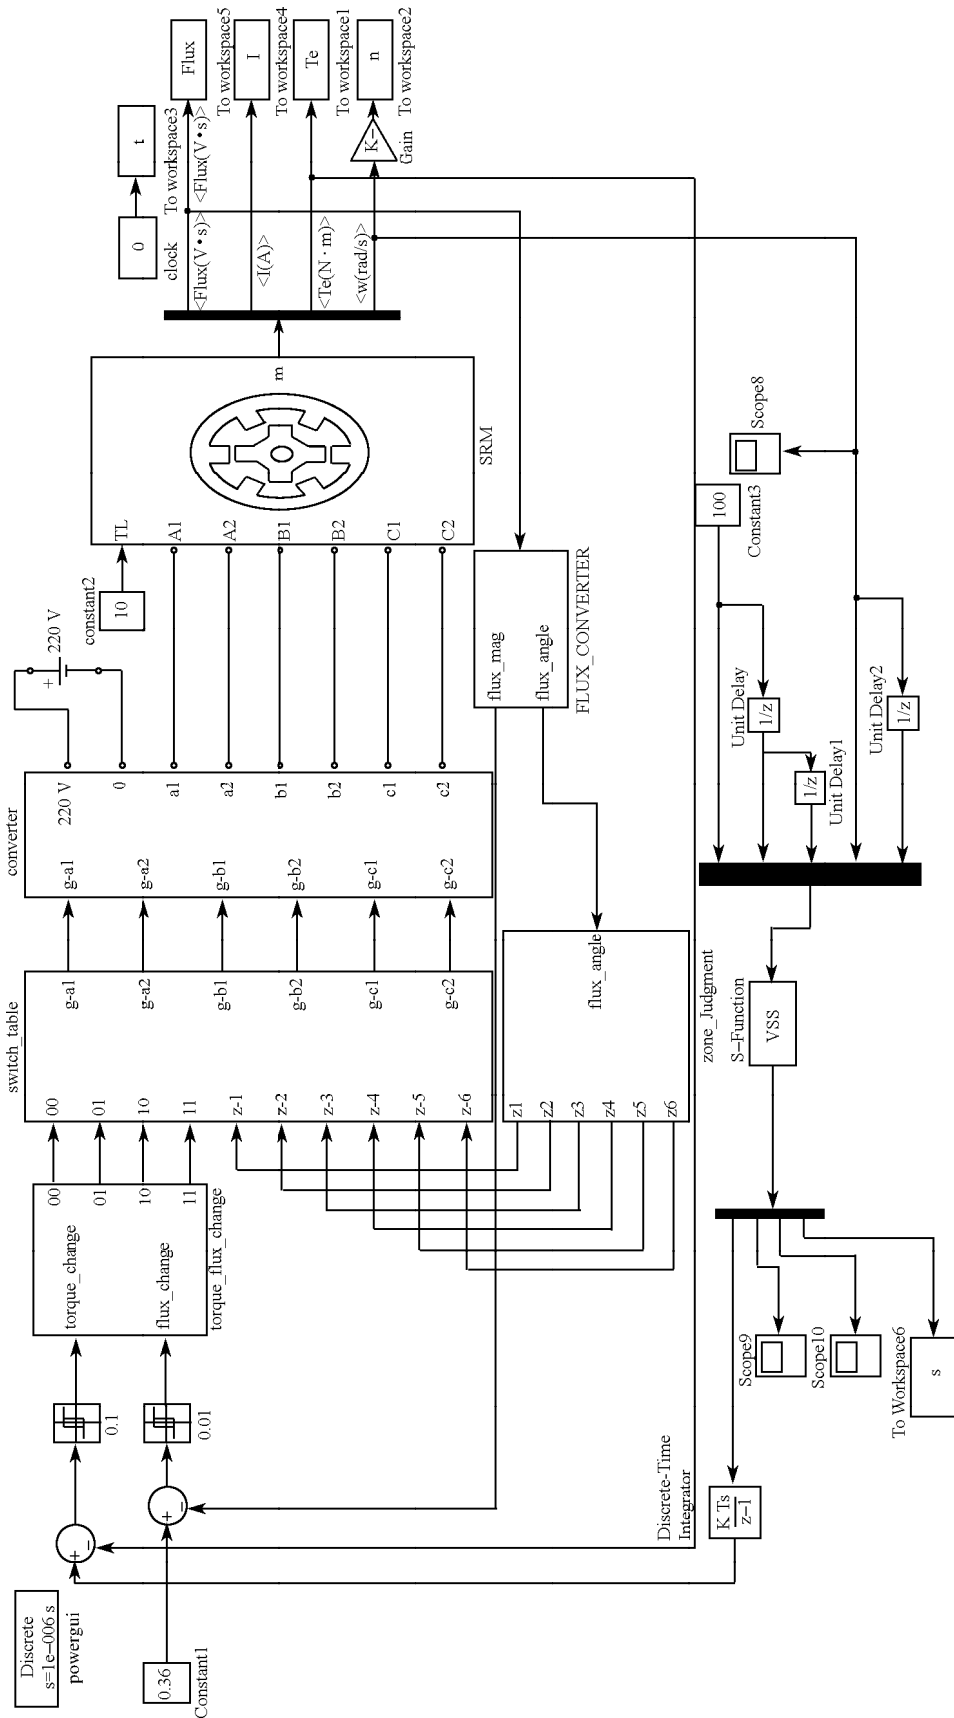 Discrete
s=1e−006 s
powergui
0.36
Constant1
+
−
+
−
0.1
0.01
torque_change
flux_change
00
01
10
11
torque_flux_change
switch_table
00
01
10
11
z-1
z-2
z-3
z-4
z-5
z-6
g-a1
g-a2
g-b1
g-b2
g-c1
g-c2
converter
g-a1
g-a2
g-b1
g-b2
g-c1
g-c2
220 V
0
a1
a2
b1
b2
c1
c2
+
220 V
constant2
10
TL
A1
A2
B1
B2
C1
C2
m
SRM
0
clock
t
To workspace3
<Flux(V·s)>
<Flux(V·s)>
<I(A)>
<Te(N·m)>
<w(rad/s)>
Flux
To workspace5
I
To workspace4
Te
To workspace1
K−
Gain
n
To workspace2
flux_mag
flux_angle
FLUX_CONVERTER
z1
z2
z3
z4
z5
z6
flux_angle
zone_Judgment
Discrete-Time
Integrator
K Ts
z−1
Scope9
Scope10
To Workspace6
s
S−Function
VSS
Unit Delay
1/z
1/z
Unit Delay1
Unit Delay2
1/z
100
Constant3
Scope8